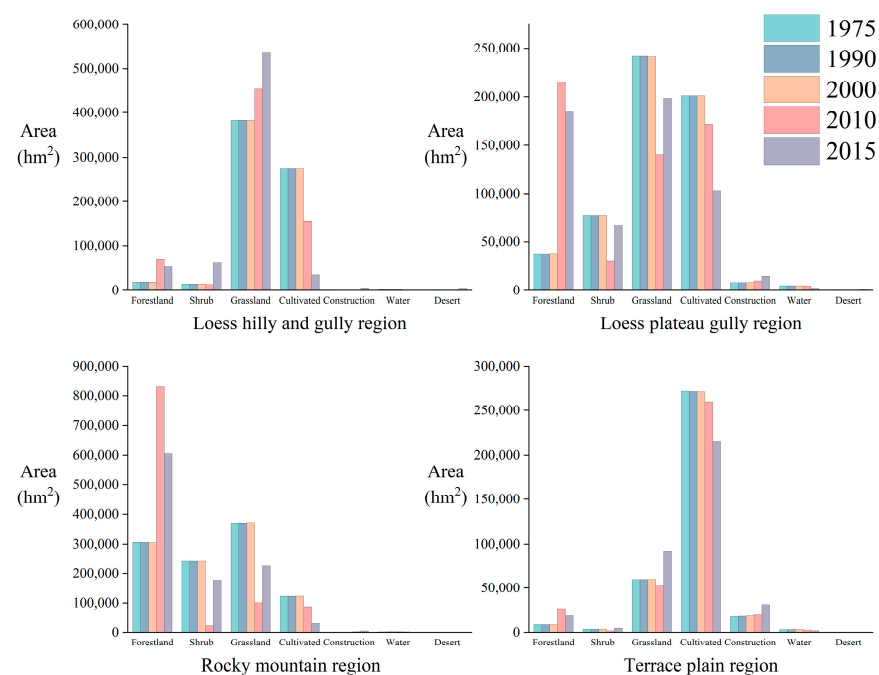 600,000
500,000
400,000
300,000
200,000
100,000
0
Area
(hm²)
Forestland Shrub Grassland Cultivated Construction Water Desert
Loess hilly and gully region
250,000
200,000
150,000
100,000
50,000
0
Area
(hm²)
Forestland Shrub Grassland Cultivated Construction Water Desert
Loess plateau gully region
1975
1990
2000
2010
2015
900,000
800,000
700,000
600,000
500,000
400,000
300,000
200,000
100,000
0
Area
(hm²)
Forestland Shrub Grassland Cultivated Construction Water Desert
Rocky mountain region
300,000
250,000
200,000
150,000
100,000
50,000
0
Area
(hm²)
Forestland Shrub Grassland Cultivated Construction Water Desert
Terrace plain region